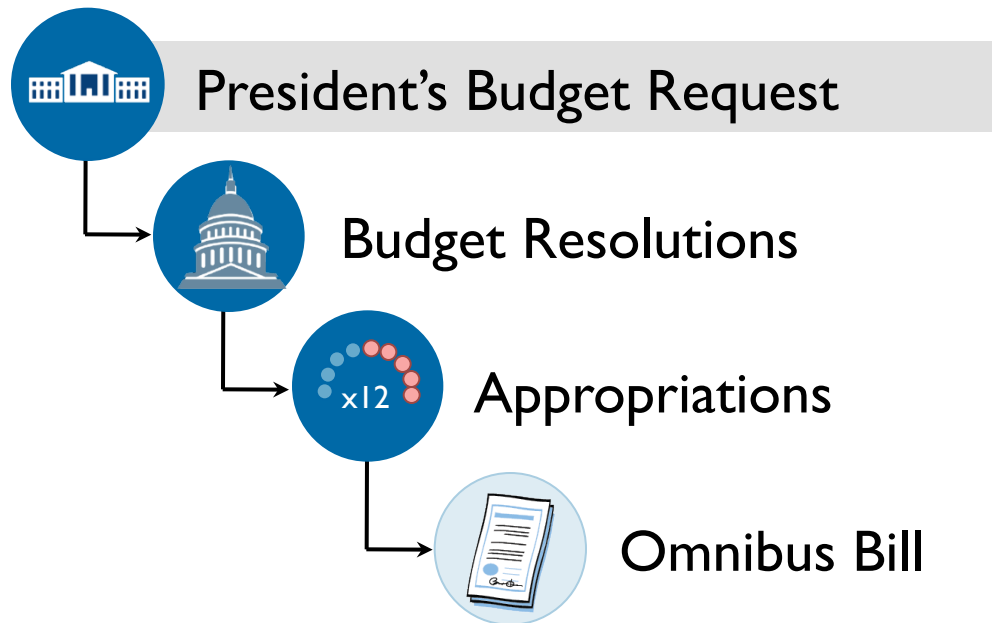 President's Budget Request
Budget Resolutions
x12
Appropriations
Omnibus Bill